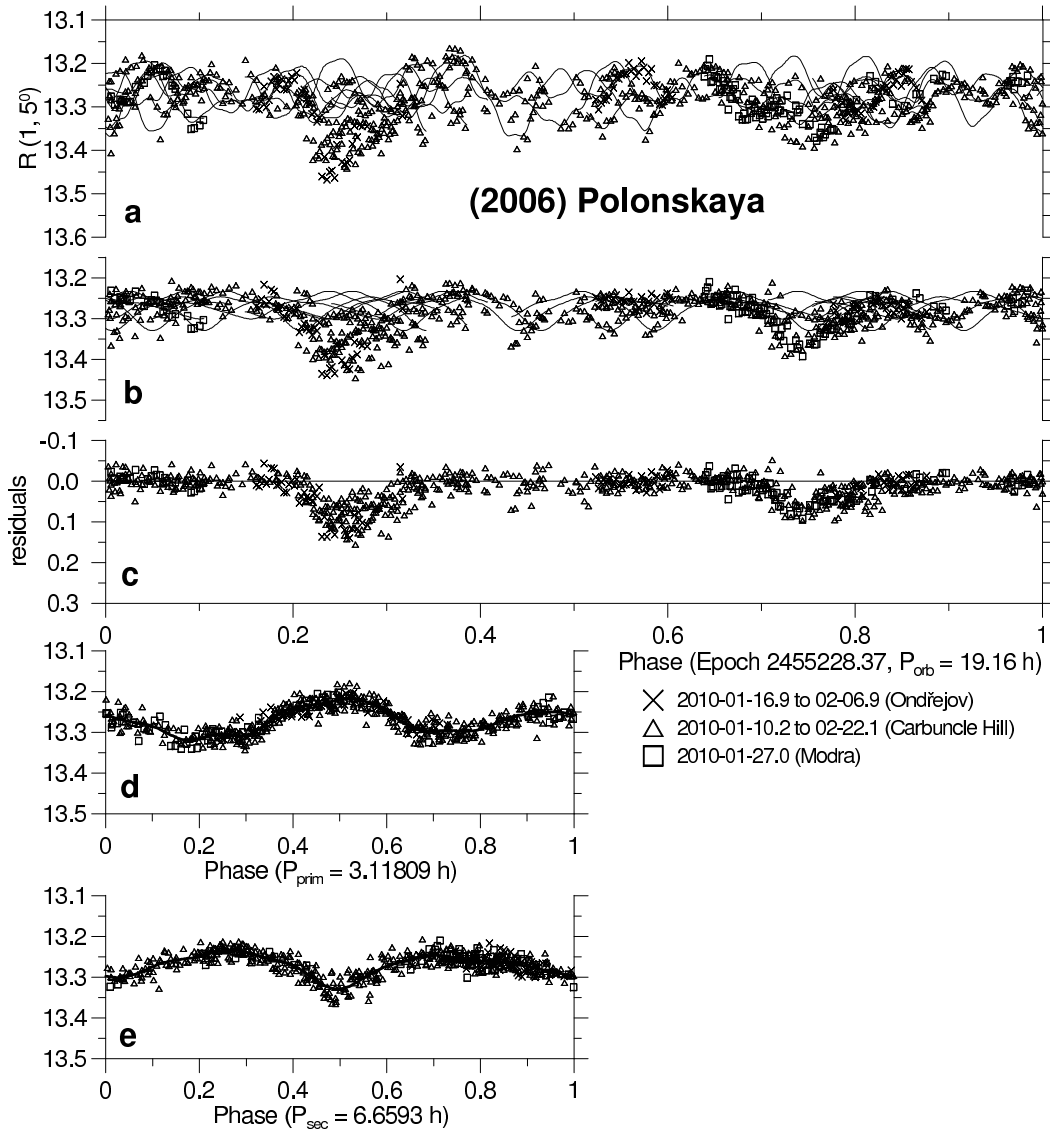 13.1
13.2
13.3
13.4
13.5
13.6
R (1, 5º)
a
(2006) Polonskaya
13.2
13.3
13.4
13.5
b
-0.1
0.0
0.1
0.2
0.3
residuals
c
0 0.2 0.4 0.6 0.8 1
Phase (Epoch 2455228.37, Porb = 19.16 h)
2010-01-16.9 to 02-06.9 (Ondřejov)
2010-01-10.2 to 02-22.1 (Carbuncle Hill)
2010-01-27.0 (Modra)
13.1
13.2
13.3
13.4
13.5
d
0 0.2 0.4 0.6 0.8 1
Phase (Pprim = 3.11809 h)
13.1
13.2
13.3
13.4
13.5
e
0 0.2 0.4 0.6 0.8 1
Phase (Psec = 6.6593 h)